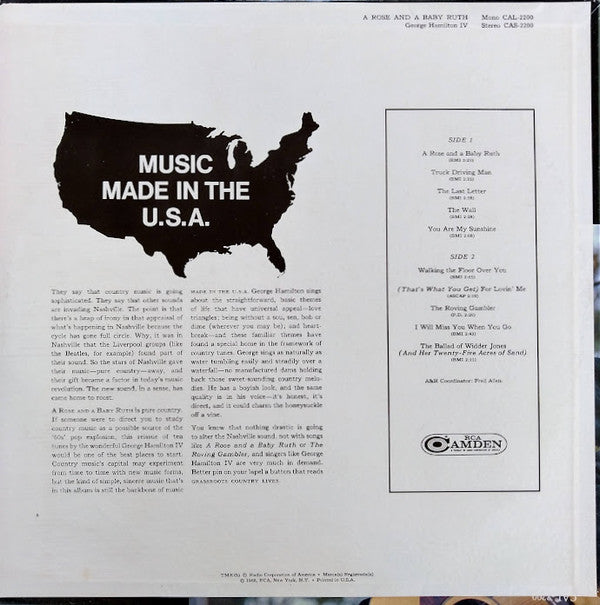 A ROSE AND A BABY RUTH Mono CAL-2200
George Hamilton IV Stereo CAS-2200
MUSIC
MADE IN THE
U.S.A.
They say that country music is going
sophisticated. They say that other sounds
are invading Nashville. The point is that
there's a heap of irony in that appraisal of
what's happening in Nashville because the
cycle has gone full circle. Why, it was in
Nashville that the Liverpool groups (like
the Beatles, for example) found part of
their sound. So the stars of Nashville gave
their music—pure country—away, and
their gift became a factor in today's music
revolution. The new sound, in a sense, has
come home to roost.
A ROSE AND A BABY RUTH is pure country.
If someone were to direct you to study
country music as a possible source of the
'60s' pop explosion, this release of ten
tunes by the wonderful George Hamilton IV
would be one of the best places to start.
Country music's capital may experiment
from time to time with new music forms,
but the kind of simple, sincere music that's
in this album is still the backbone of music
MADE IN THE U.S.A. George Hamilton sings
about the straightforward, basic themes
of life that have universal appeal—love
triangles; being without a sou, sen, bob or
dime (wherever you may be); and heart-
break—and these familiar themes have
found a special home in the framework of
country tunes. George sings as naturally as
water tumbling easily and steadily over a
waterfall—no manufactured dams holding
back those sweet-sounding country melo-
dies. He has a boyish look, and the same
quality is in his voice—it's honest, it's
direct, and it could charm the honeysuckle
off a vine.
You know that nothing drastic is going
to alter the Nashville sound, not with songs
like A Rose and a Baby Ruth or The
Roving Gambler, and singers like George
Hamilton IV are very much in demand.
Better pin on your lapel a button that reads
GRASSROOTS COUNTRY LIVES.
SIDE 1
A Rose and a Baby Ruth
Truck Driving Man
The Last Letter
The Wall
You Are My Sunshine
SIDE 2
Walking the Floor Over You
(That's What You Get) For Lovin' Me
The Roving Gambler
I Will Miss You When You Go
The Ballad of Widder Jones
(And Her Twenty-Five Acres of Sand)
RCA
CAMDEN
TMK(s) ® Radio Corporation of America • Marca(s) Registrada(s)
© 1968, RCA, New York, N.Y. • Printed in U.S.A.